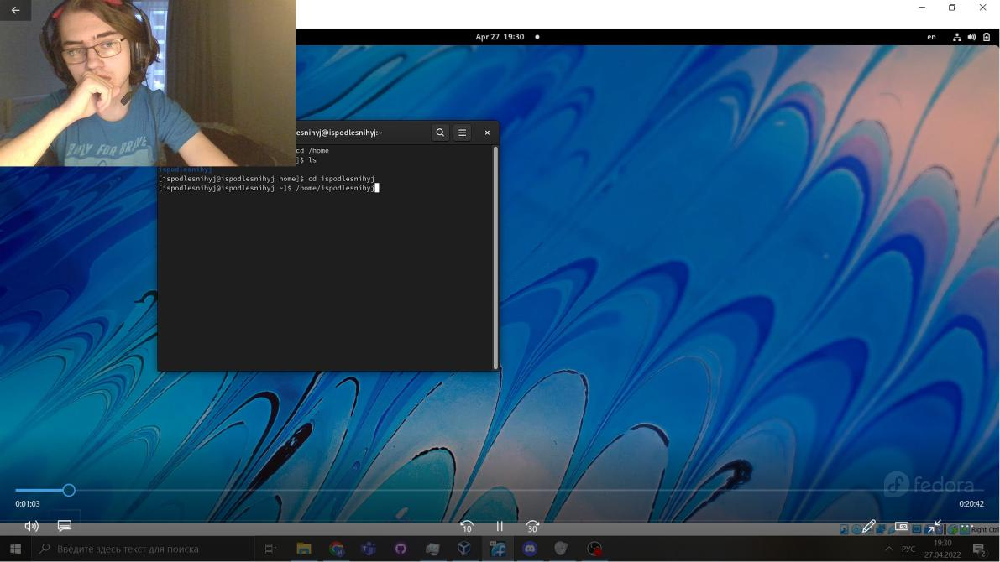 Apr 27 19:30
en
lesnihyj@ispodlesnihyj:~
cd /home
]$ ls
ispodlesnihyj
[ispodlesnihyj@ispodlesnihyj home]$ cd ispodlesnihyj
[ispodlesnihyj@ispodlesnihyj ~]$ /home/ispodlesnihyj
fedora
0:01:03
0:20:42
10
30
Right Ctrl
Введите здесь текст для поиска
РУС
19:30
27.04.2022
2